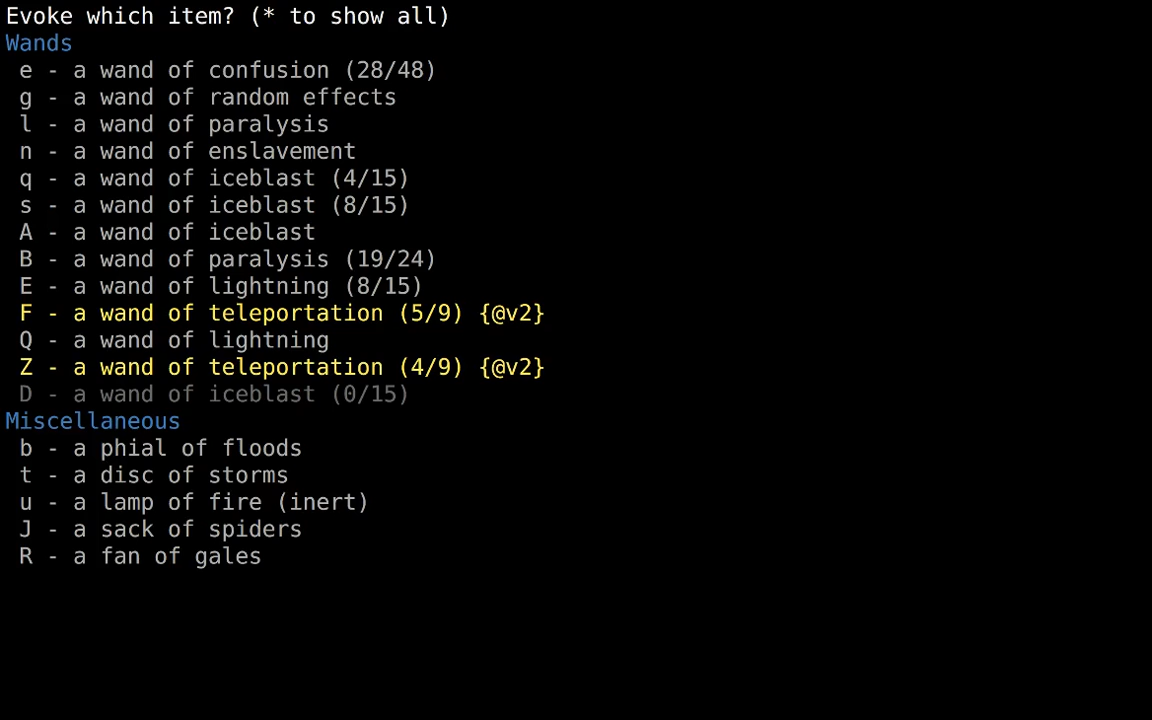 Evoke which item? (* to show all)
Wands
e - a wand of confusion (28/48)
g - a wand of random effects
l - a wand of paralysis
n - a wand of enslavement
q - a wand of iceblast (4/15)
s - a wand of iceblast (8/15)
A - a wand of iceblast
B - a wand of paralysis (19/24)
E - a wand of lightning (8/15)
F - a wand of teleportation (5/9) {@v2}
Q - a wand of lightning
Z - a wand of teleportation (4/9) {@v2}
D - a wand of iceblast (0/15)
Miscellaneous
b - a phial of floods
t - a disc of storms
u - a lamp of fire (inert)
J - a sack of spiders
R - a fan of gales